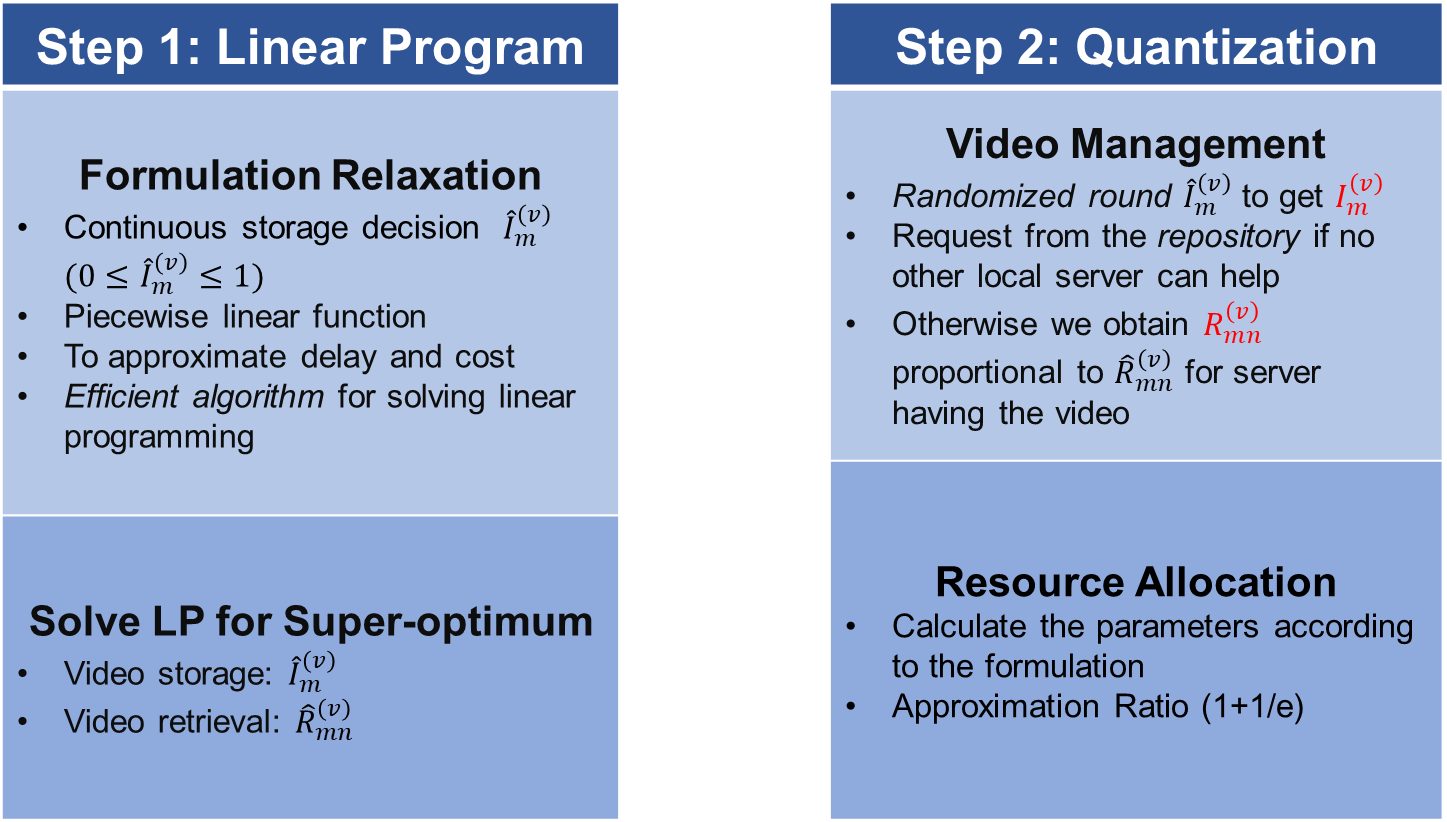 Step 1: Linear Program
Formulation Relaxation
• Continuous storage decision Î_m^(v)
(0 ≤ Î_m^(v) ≤ 1)
• Piecewise linear function
• To approximate delay and cost
• Efficient algorithm for solving linear
programming
Solve LP for Super-optimum
• Video storage: Î_m^(v)
• Video retrieval: R̂_mn^(v)
Step 2: Quantization
Video Management
• Randomized round Î_m^(v) to get I_m^(v)
• Request from the repository if no
other local server can help
• Otherwise we obtain R_mn^(v)
proportional to R̂_mn^(v) for server
having the video
Resource Allocation
• Calculate the parameters according
to the formulation
• Approximation Ratio (1+1/e)